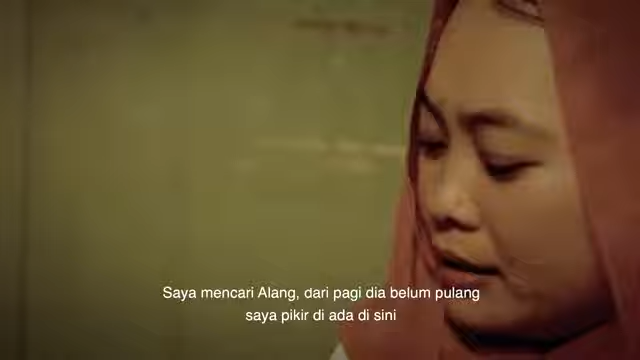 Saya mencari Alang, dari pagi dia belum pulang
saya pikir di ada di sini